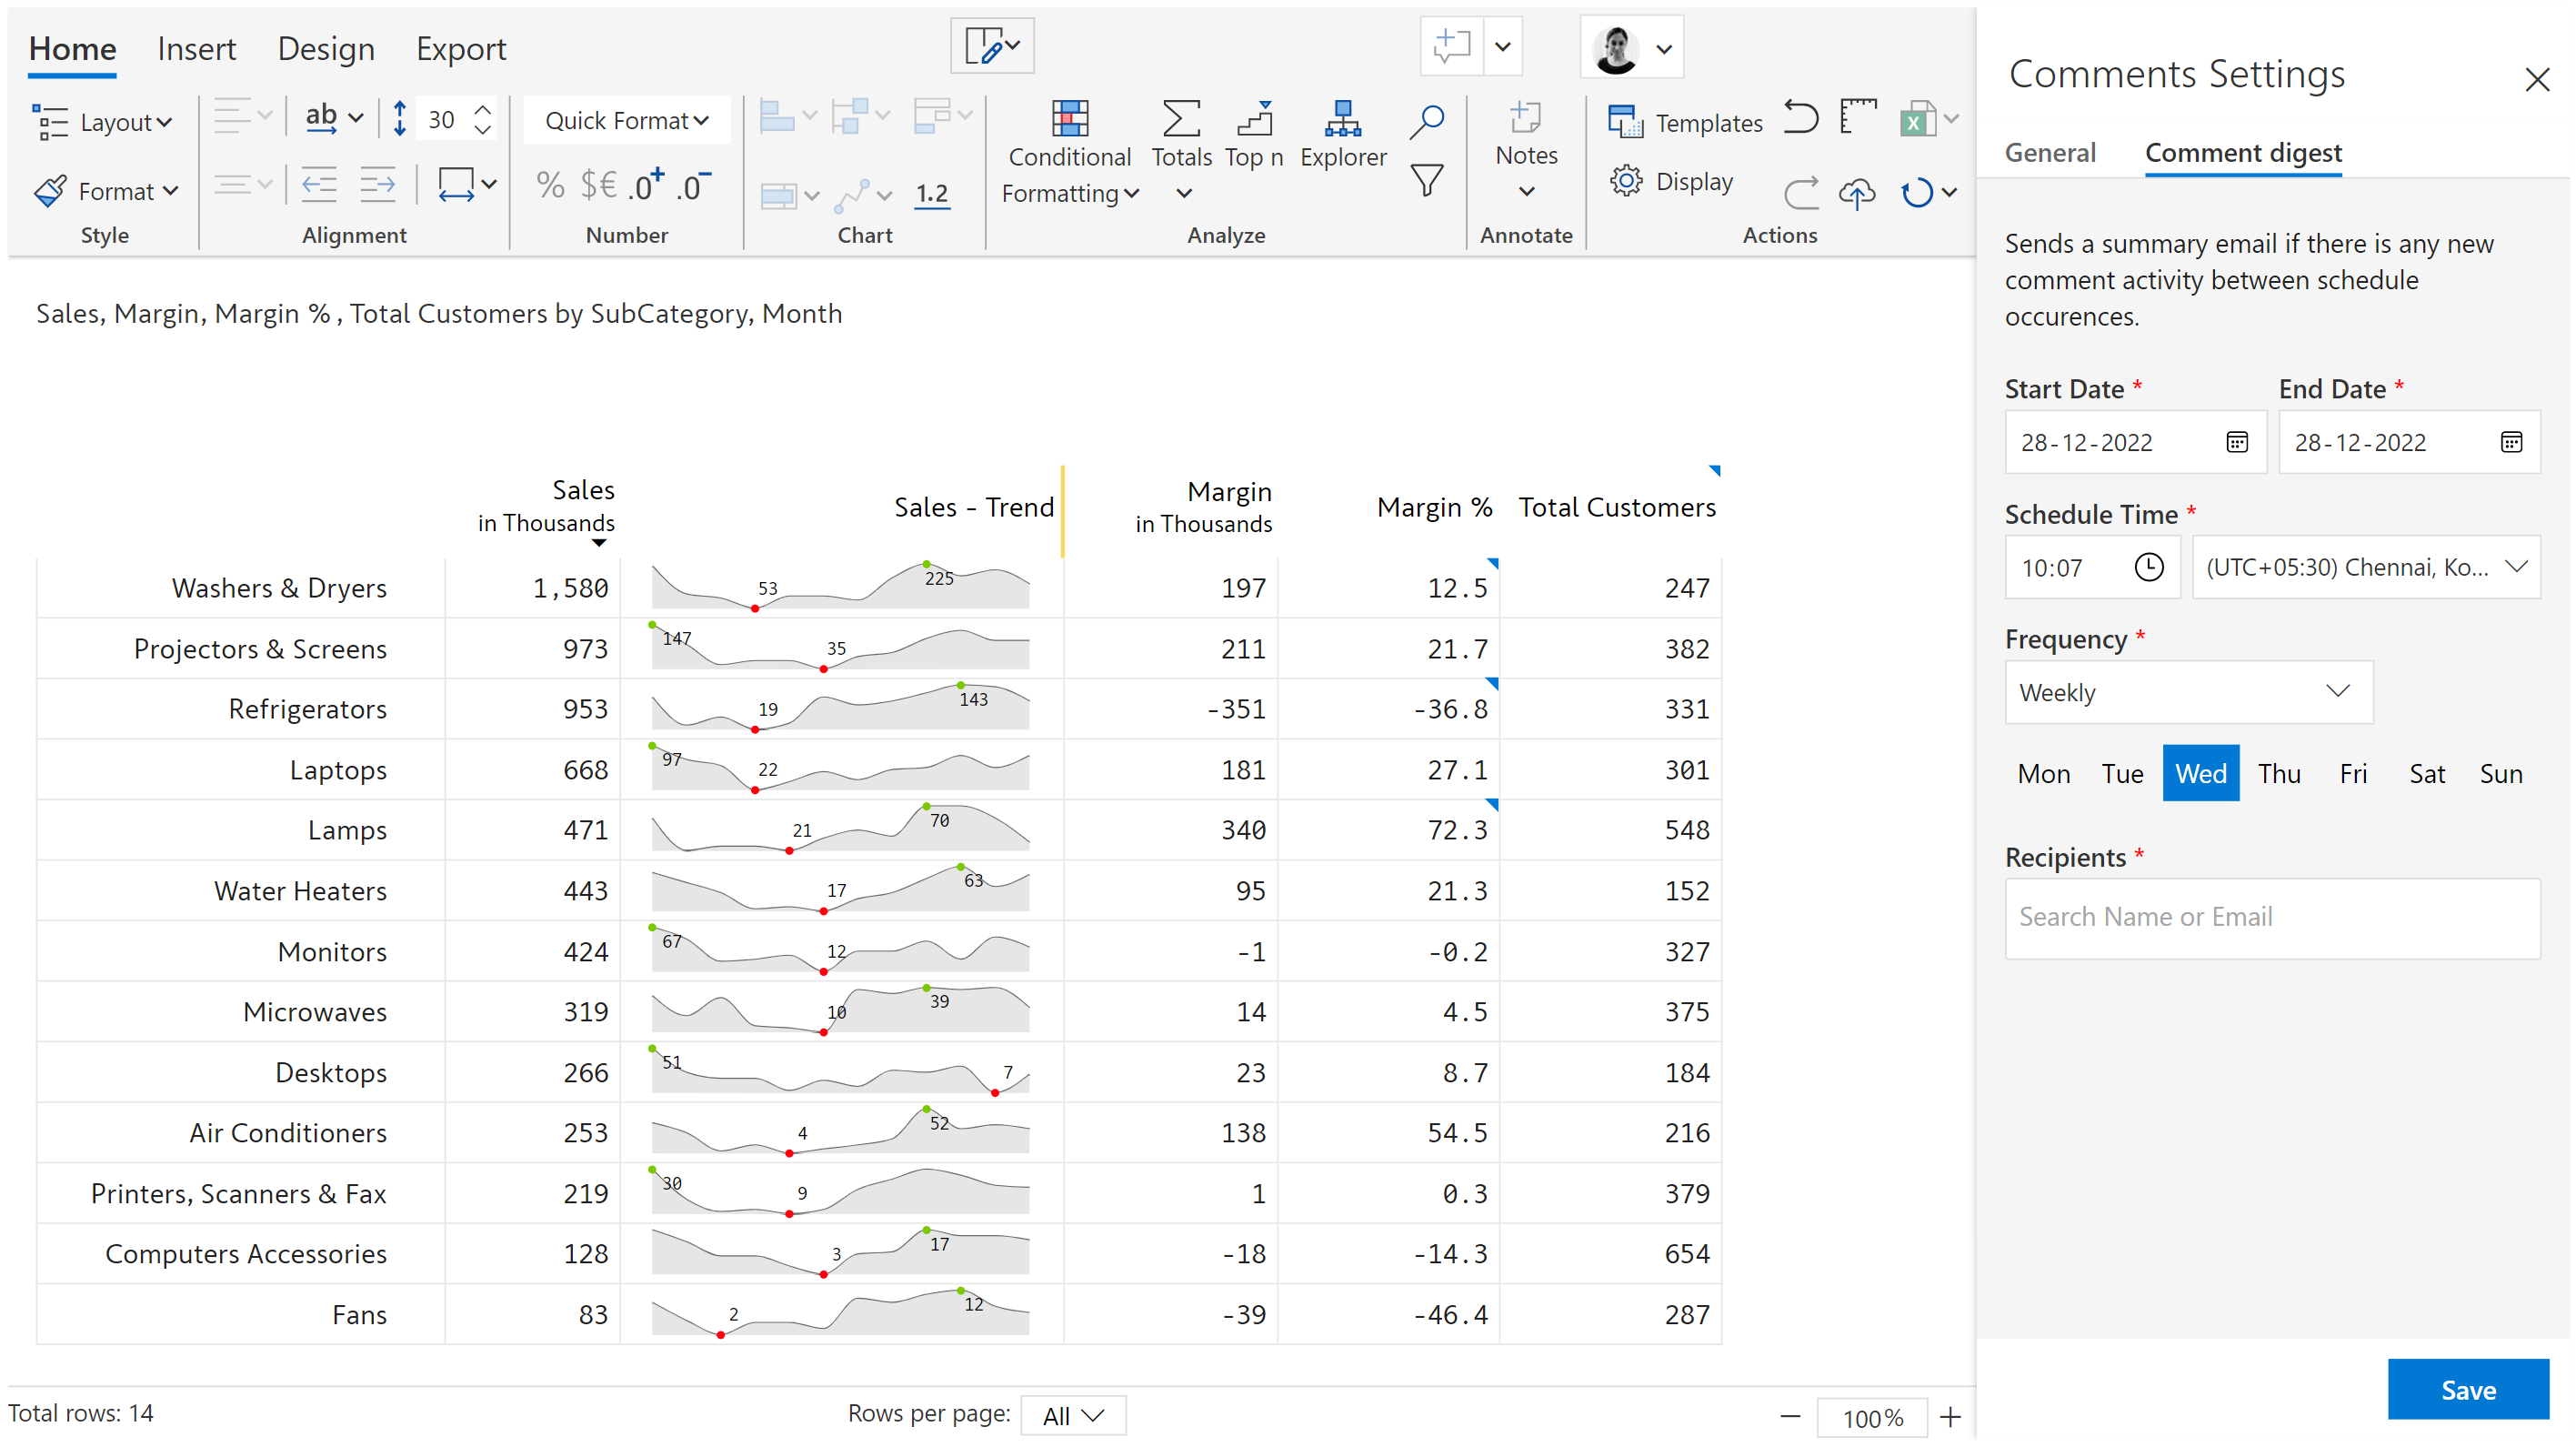 Home Insert Design Export
Layout ab 30 Quick Format Conditional Formatting Totals Top n Explorer Notes Templates
Format % $€ .0+ .0- 1.2 Display
Style Alignment Number Chart Analyze Annotate Actions
Sales, Margin, Margin % , Total Customers by SubCategory, Month
Sales in Thousands Sales - Trend Margin in Thousands Margin % Total Customers
Washers & Dryers 1,580 53 225 197 12.5 247
Projectors & Screens 973 147 35 211 21.7 382
Refrigerators 953 19 143 -351 -36.8 331
Laptops 668 97 22 181 27.1 301
Lamps 471 21 70 340 72.3 548
Water Heaters 443 17 63 95 21.3 152
Monitors 424 67 12 -1 -0.2 327
Microwaves 319 10 39 14 4.5 375
Desktops 266 51 7 23 8.7 184
Air Conditioners 253 4 52 138 54.5 216
Printers, Scanners & Fax 219 30 9 1 0.3 379
Computers Accessories 128 3 17 -18 -14.3 654
Fans 83 2 12 -39 -46.4 287
Total rows: 14 Rows per page: All 100%
Comments Settings
General Comment digest
Sends a summary email if there is any new
comment activity between schedule
occurences.
Start Date * End Date *
28-12-2022 28-12-2022
Schedule Time *
10:07 (UTC+05:30) Chennai, Ko...
Frequency *
Weekly
Mon Tue Wed Thu Fri Sat Sun
Recipients *
Search Name or Email
Save